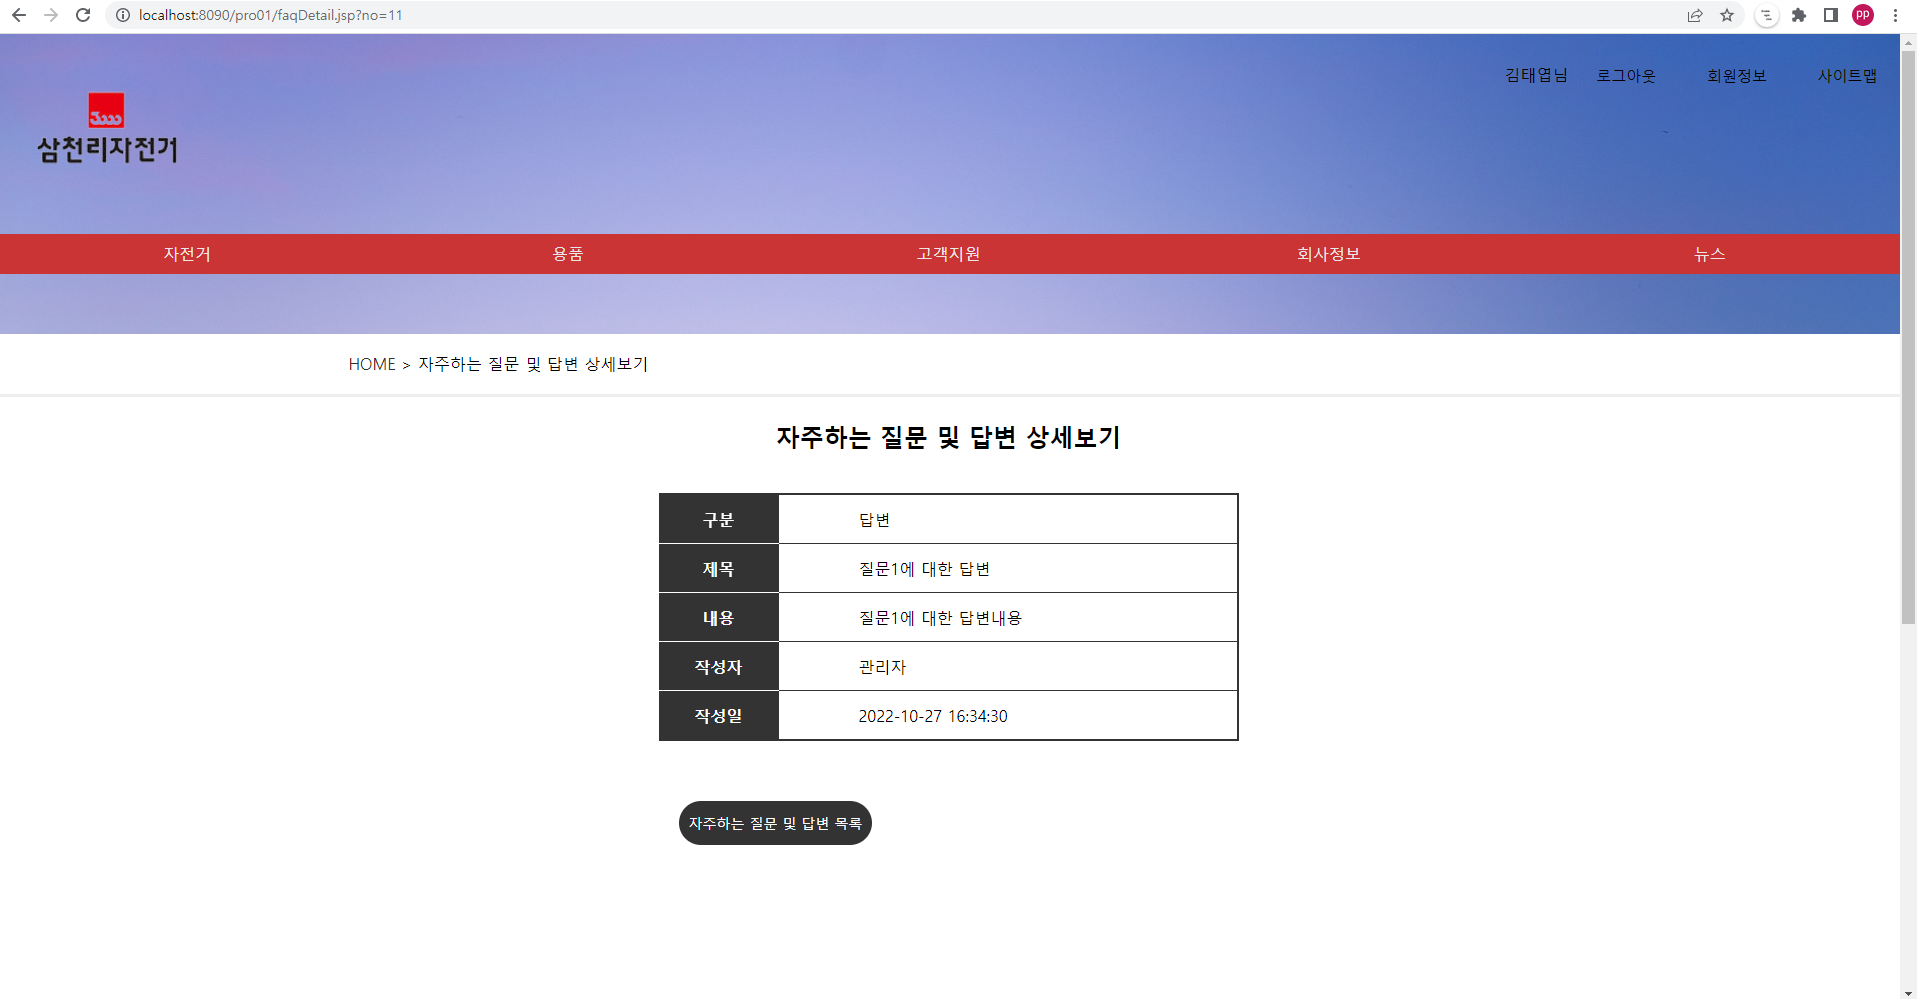 localhost:8090/pro01/faqDetail.jsp?no=11
pp
김태엽님 로그아웃 회원정보 사이트맵
3000
삼천리자전거
자전거 용품 고객지원 회사정보 뉴스
HOME > 자주하는 질문 및 답변 상세보기
자주하는 질문 및 답변 상세보기
구분 답변
제목 질문1에 대한 답변
내용 질문1에 대한 답변내용
작성자 관리자
작성일 2022-10-27 16:34:30
자주하는 질문 및 답변 목록